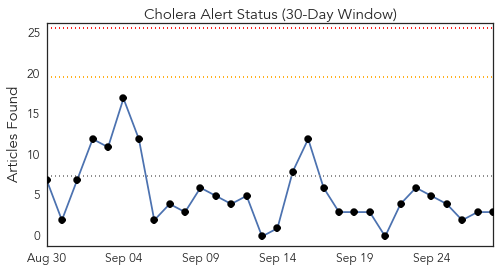 Cholera Alert Status (30-Day Window)
Articles Found
25
20
15
10
5
0
Aug 30 Sep 04 Sep 09 Sep 14 Sep 19 Sep 24